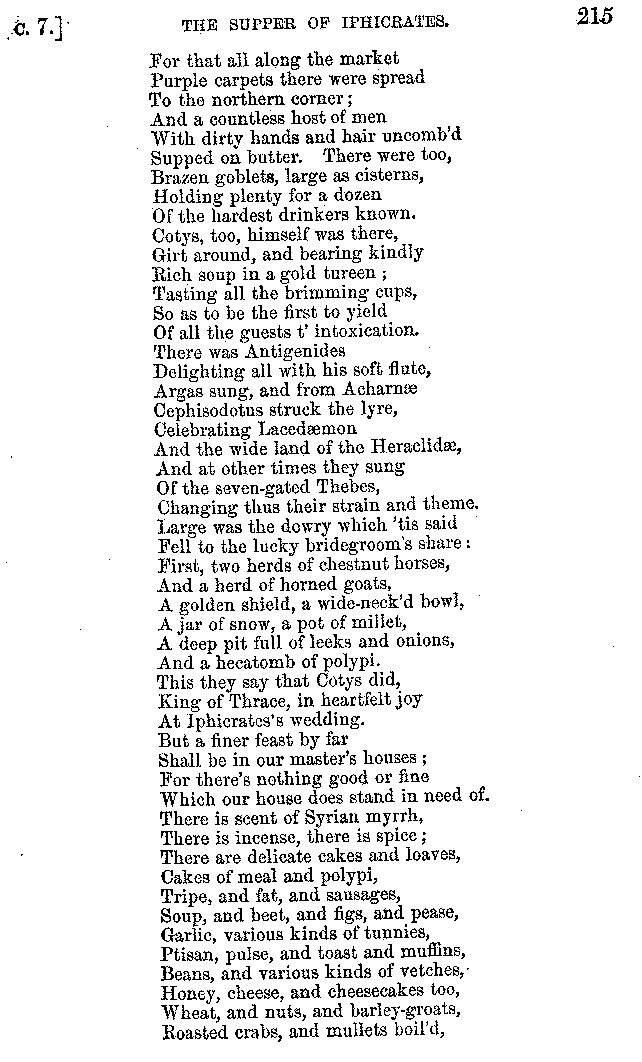 C. 7.] THE SUPPER OF IPHICRATES. 215
For that all along the market
Purple carpets there were spread
To the northern corner;
And a countless host of men
With dirty hands and hair uncomb'd
Supped on butter. There were too,
Brazen goblets, large as cisterns,
Holding plenty for a dozen
Of the hardest drinkers known.
Cotys, too, himself was there,
Girt around, and bearing kindly
Rich soup in a gold tureen;
Tasting all the brimming cups,
So as to be the first to yield
Of all the guests t' intoxication.
There was Antigenides
Delighting all with his soft flute,
Argas sung, and from Acharnæ
Cephisodotus struck the lyre,
Celebrating Lacedæmon
And the wide land of the Heraclidæ,
And at other times they sung
Of the seven-gated Thebes,
Changing thus their strain and theme.
Large was the dowry which 'tis said
Fell to the lucky bridegroom's share:
First, two herds of chestnut horses,
And a herd of horned goats,
A golden shield, a wide-neck'd bowl,
A jar of snow, a pot of millet,
A deep pit full of leeks and onions,
And a hecatomb of polypi.
This they say that Cotys did,
King of Thrace, in heartfelt joy
At Iphicrates's wedding.
But a finer feast by far
Shall be in our master's houses;
For there's nothing good or fine
Which our house does stand in need of.
There is scent of Syrian myrrh,
There is incense, there is spice;
There are delicate cakes and loaves,
Cakes of meal and polypi,
Tripe, and fat, and sausages,
Soup, and beet, and figs, and pease,
Garlic, various kinds of tunnies,
Ptisan, pulse, and toast and muffins,
Beans, and various kinds of vetches,
Honey, cheese, and cheesecakes too,
Wheat, and nuts, and barley-groats,
Roasted crabs, and mullets boil'd,